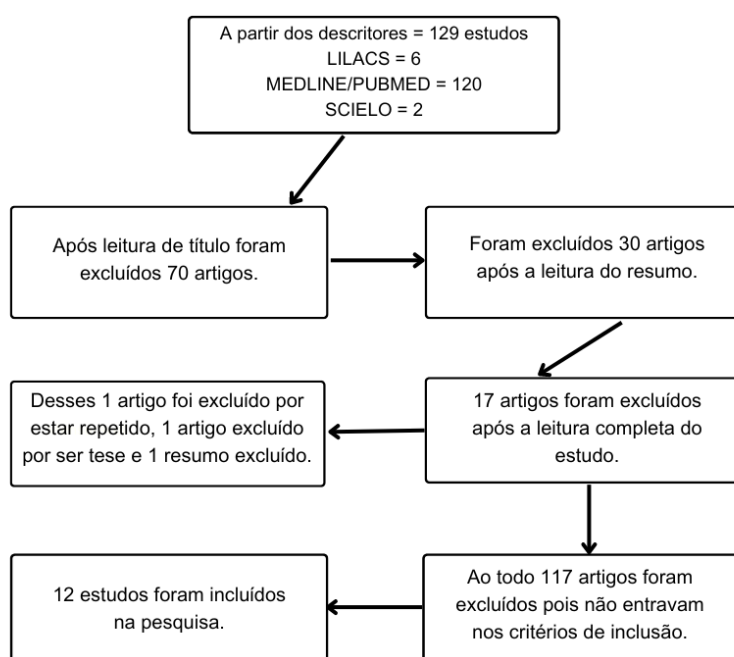 A partir dos descritores = 129 estudos
LILACS = 6
MEDLINE/PUBMED = 120
SCIELO = 2
Após leitura de título foram
excluídos 70 artigos.
Foram excluídos 30 artigos
após a leitura do resumo.
17 artigos foram excluídos
após a leitura completa do
estudo.
Desses 1 artigo foi excluído por
estar repetido, 1 artigo excluído
por ser tese e 1 resumo excluído.
Ao todo 117 artigos foram
excluídos pois não entravam
nos critérios de inclusão.
12 estudos foram incluídos
na pesquisa.